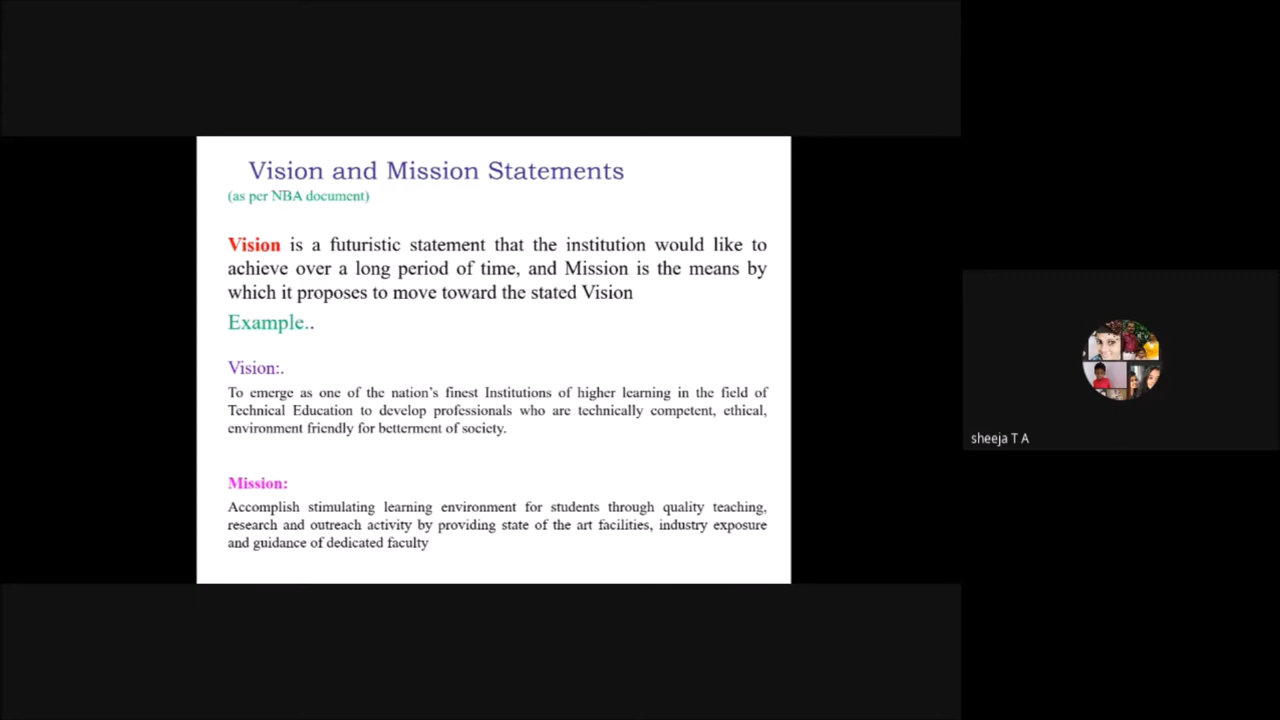 Vision and Mission Statements
(as per NBA document)
Vision is a futuristic statement that the institution would like to
achieve over a long period of time, and Mission is the means by
which it proposes to move toward the stated Vision
Example..
Vision:.
To emerge as one of the nation’s finest Institutions of higher learning in the field of
Technical Education to develop professionals who are technically competent, ethical,
environment friendly for betterment of society.
Mission:
Accomplish stimulating learning environment for students through quality teaching,
research and outreach activity by providing state of the art facilities, industry exposure
and guidance of dedicated faculty
sheeja T A